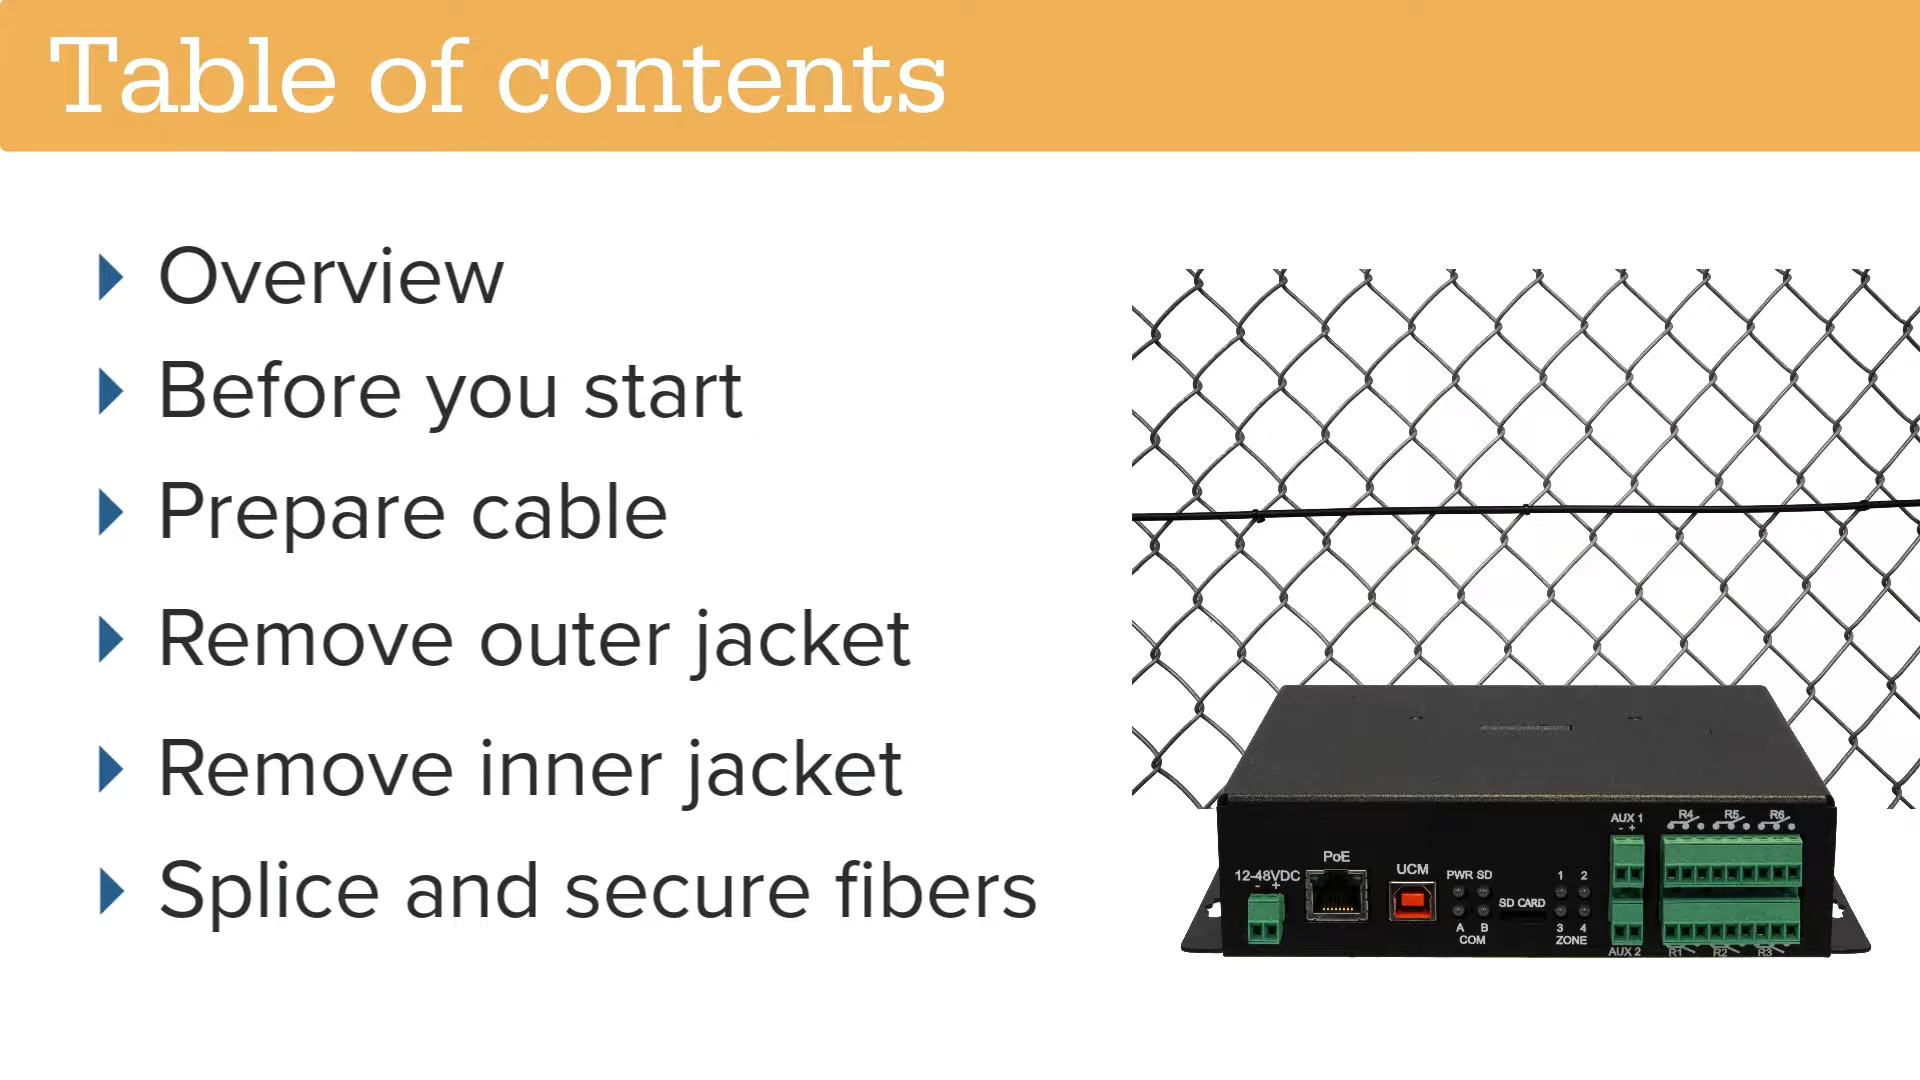 Table of contents
Overview
Before you start
Prepare cable
Remove outer jacket
Remove inner jacket
Splice and secure fibers
12-48VDC
- +
PoE
UCM
PWR SD
A B
COM
SD CARD
1 2
3 4
ZONE
AUX 1
- +
AUX 2
R4 R5 R6
R1 R2 R3